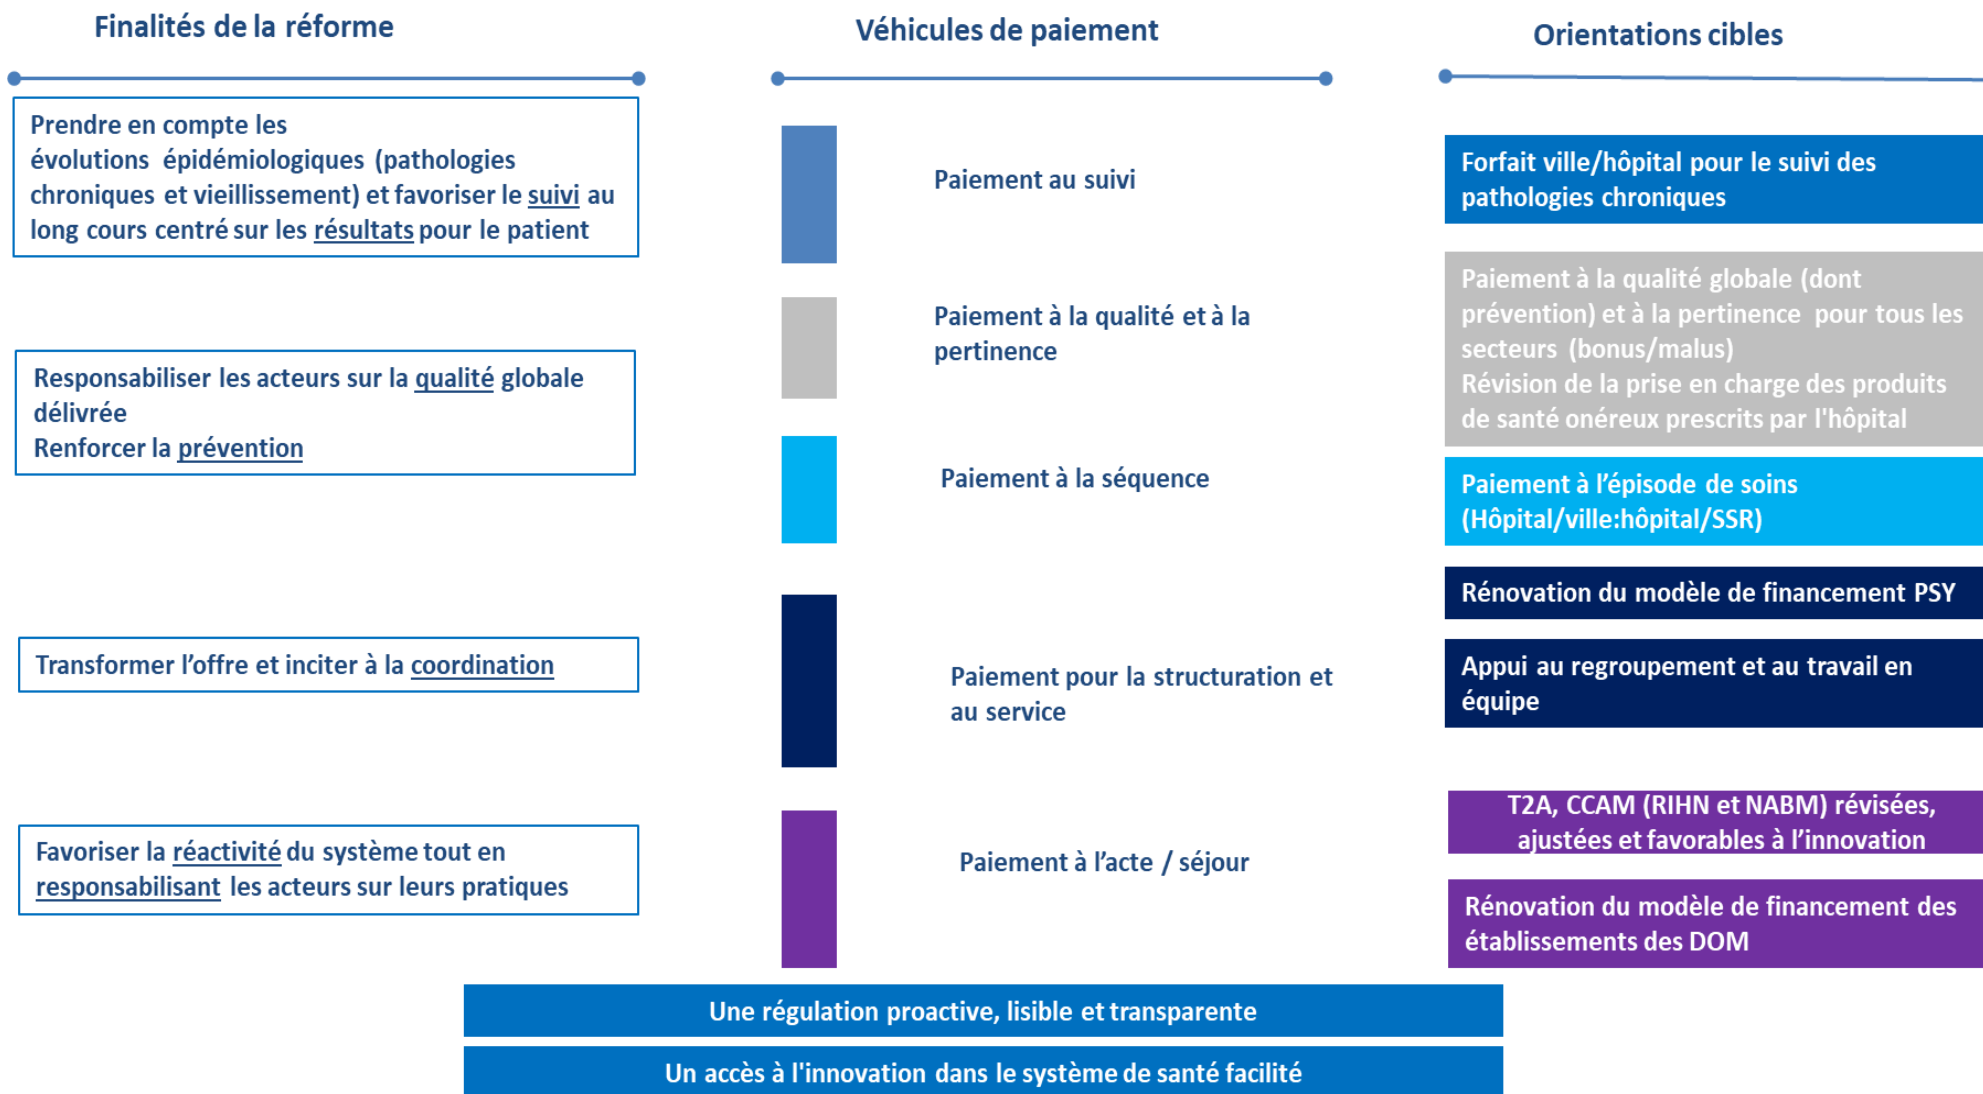 Finalités de la réforme
Véhicules de paiement
Orientations cibles
Prendre en compte les
évolutions épidémiologiques (pathologies
chroniques et vieillissement) et favoriser le suivi au
long cours centré sur les résultats pour le patient
Responsabiliser les acteurs sur la qualité globale
délivrée
Renforcer la prévention
Transformer l’offre et inciter à la coordination
Favoriser la réactivité du système tout en
responsabilisant les acteurs sur leurs pratiques
Paiement au suivi
Paiement à la qualité et à la
pertinence
Paiement à la séquence
Paiement pour la structuration et
au service
Paiement à l’acte / séjour
Forfait ville/hôpital pour le suivi des
pathologies chroniques
Paiement à la qualité globale (dont
prévention) et à la pertinence pour tous les
secteurs (bonus/malus)
Révision de la prise en charge des produits
de santé onéreux prescrits par l'hôpital
Paiement à l’épisode de soins
(Hôpital/ville:hôpital/SSR)
Rénovation du modèle de financement PSY
Appui au regroupement et au travail en
équipe
T2A, CCAM (RIHN et NABM) révisées,
ajustées et favorables à l’innovation
Rénovation du modèle de financement des
établissements des DOM
Une régulation proactive, lisible et transparente
Un accès à l'innovation dans le système de santé facilité